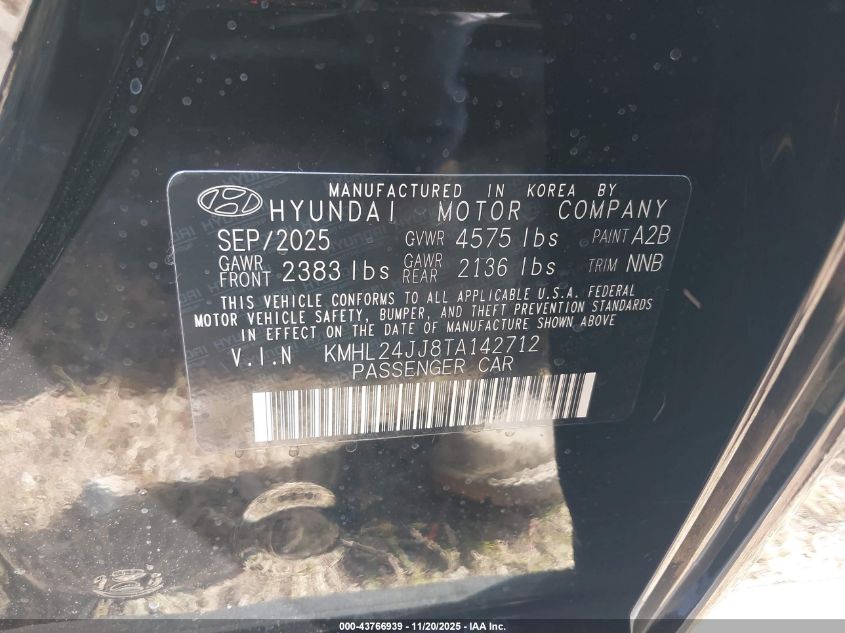 MANUFACTURED IN KOREA BY
HYUNDAI MOTOR COMPANY
SEP/2025 GVWR 4575 lbs PAINT A2B
GAWR FRONT 2383 lbs GAWR REAR 2136 lbs TRIM NNB
THIS VEHICLE CONFORMS TO ALL APPLICABLE U.S.A. FEDERAL
MOTOR VEHICLE SAFETY, BUMPER, AND THEFT PREVENTION STANDARDS
IN EFFECT ON THE DATE OF MANUFACTURE SHOWN ABOVE
V.I.N KMHL24JJ8TA142712
PASSENGER CAR
000-43766939 - 11/20/2025 - IAA Inc.